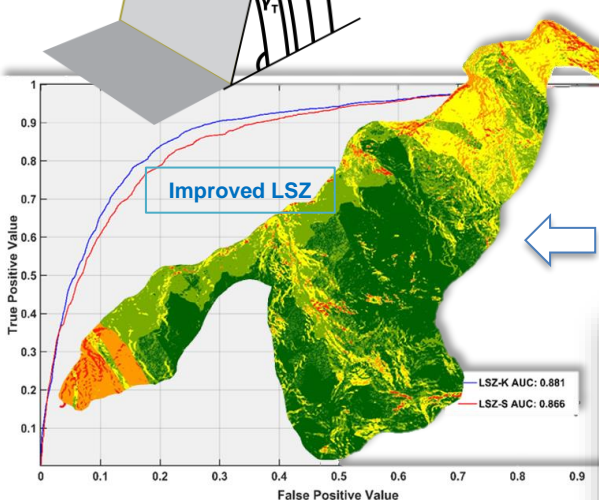 γT
1
0.9
0.8
0.7
0.6
0.5
0.4
0.3
0.2
0.1
True Positive Value
Improved LSZ
LSZ-K AUC: 0.881
LSZ-S AUC: 0.866
0 0.1 0.2 0.3 0.4 0.5 0.6 0.7 0.8 0.9
False Positive Value